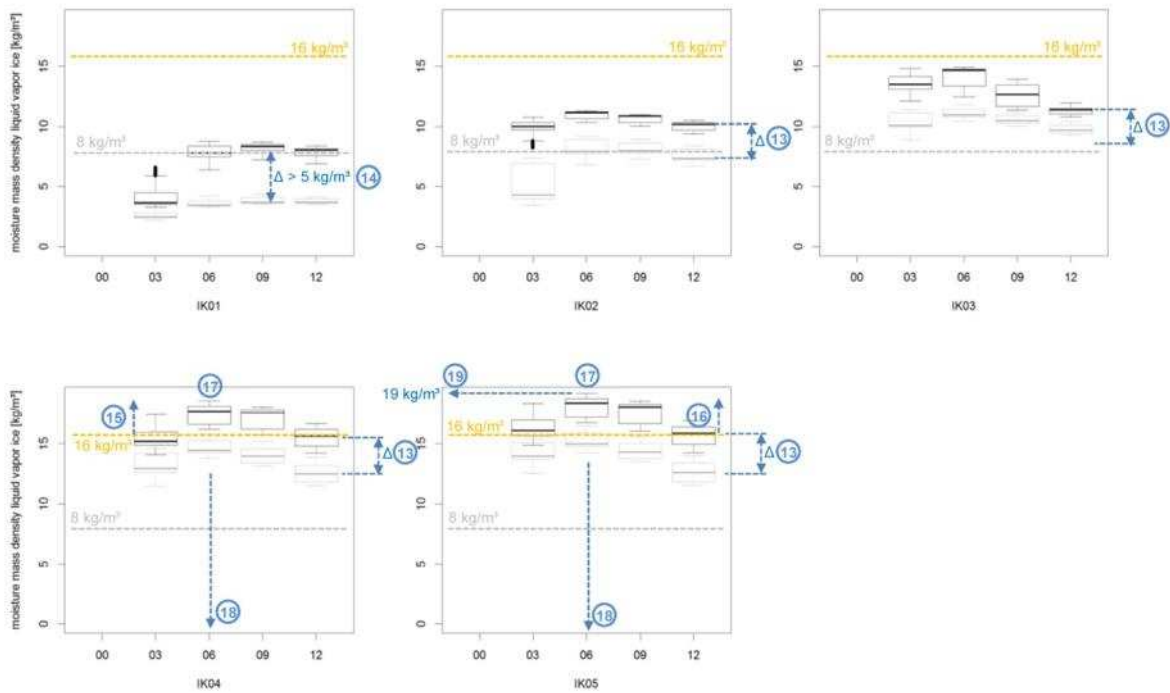 moisture mass density liquid vapor ice [kg/m³]
15
10
5
0
16 kg/m³
8 kg/m³
Δ > 5 kg/m³ 14
00 03 06 09 12
IK01
15
10
5
0
16 kg/m³
8 kg/m³
Δ 13
00 03 06 09 12
IK02
15
10
5
0
16 kg/m³
8 kg/m³
Δ 13
00 03 06 09 12
IK03
moisture mass density liquid vapor ice [kg/m³]
15
10
5
0
17
15
16 kg/m³
Δ 13
8 kg/m³
18
00 03 06 09 12
IK04
15
10
5
0
19
17
19 kg/m³
16 kg/m³
16
Δ 13
8 kg/m³
18
00 03 06 09 12
IK05